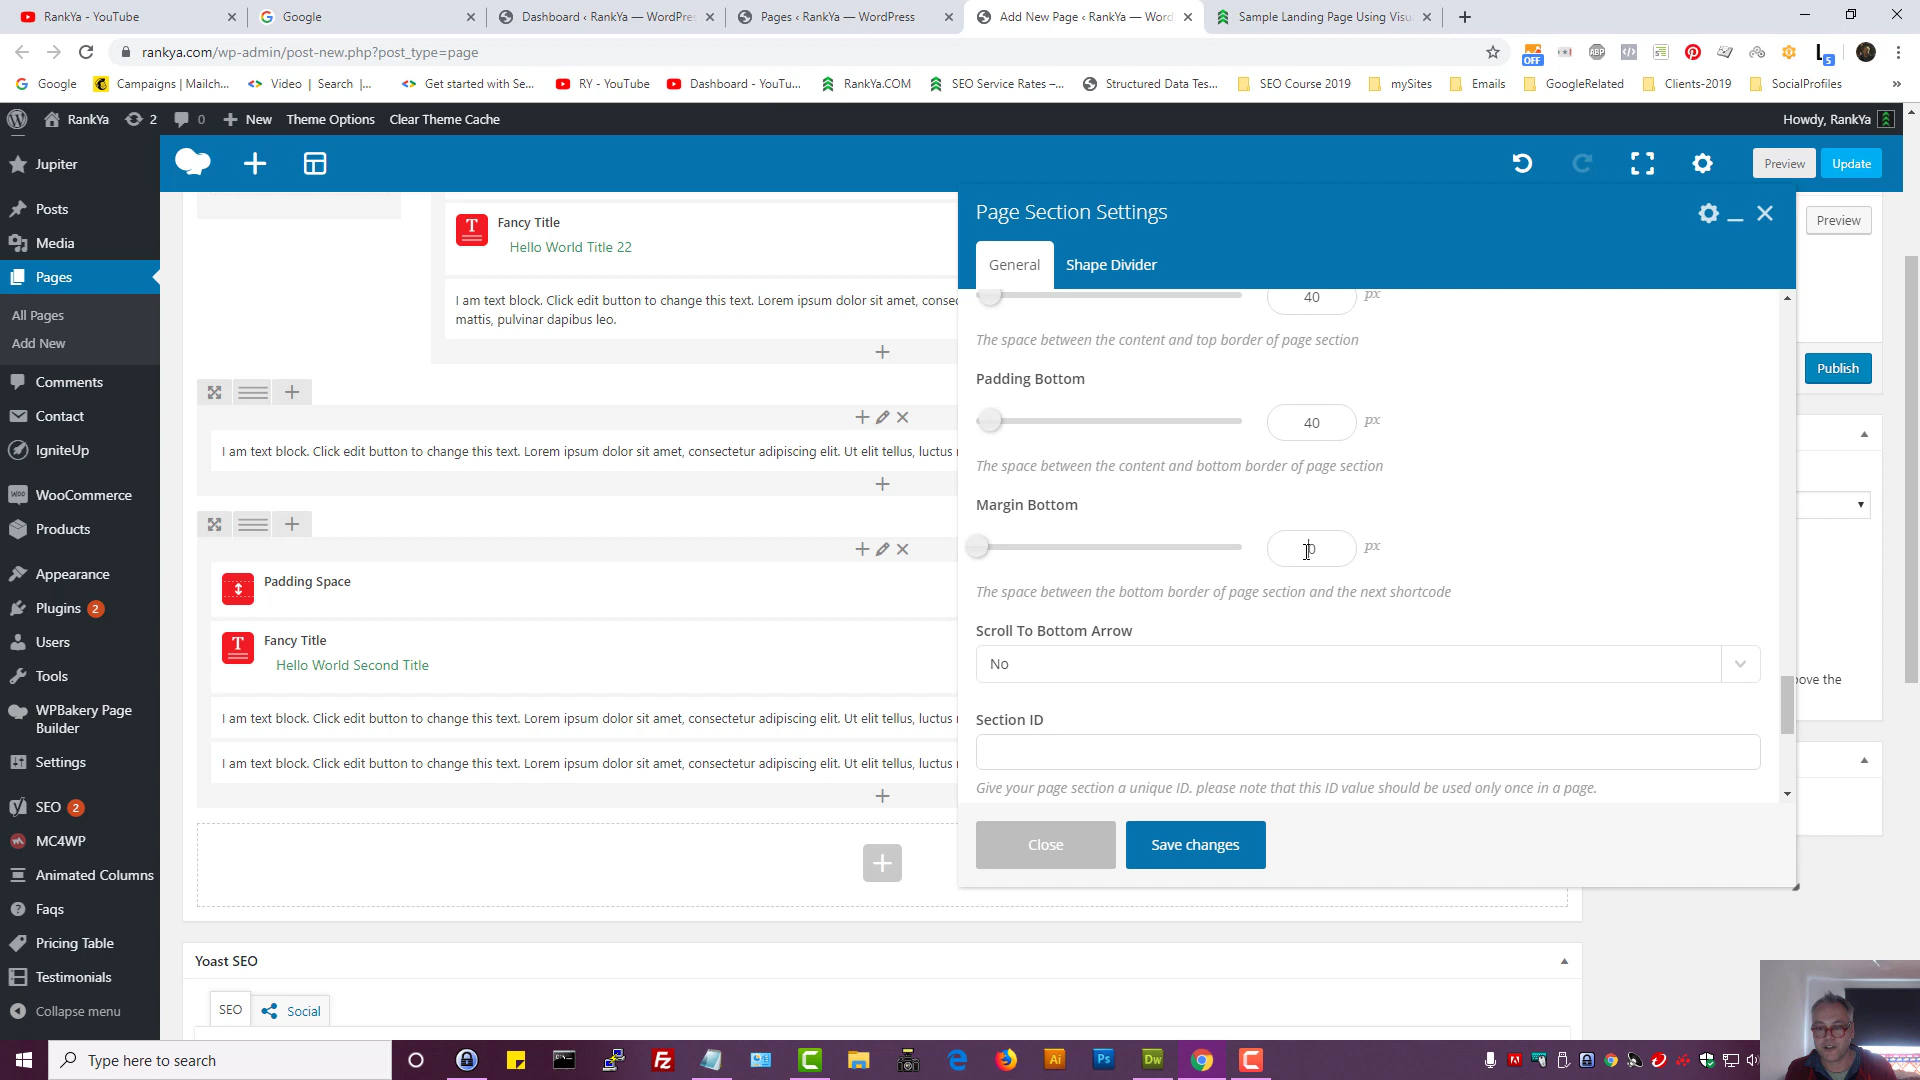 RankYa - YouTube
Google
Dashboard ‹ RankYa — WordPre
Pages ‹ RankYa — WordPress
Add New Page ‹ RankYa — Word
Sample Landing Page Using Visu
rankya.com/wp-admin/post-new.php?post_type=page
OFF
ABP
5
Google
Campaigns | Mailch...
Video | Search |...
Get started with Se...
RY - YouTube
Dashboard - YouTu...
RankYa.COM
SEO Service Rates –...
Structured Data Tes...
SEO Course 2019
mySites
Emails
GoogleRelated
Clients-2019
SocialProfiles
»
RankYa
2
0
New
Theme Options
Clear Theme Cache
Howdy, RankYa
Jupiter
Posts
Media
Pages
All Pages
Add New
Comments
Contact
IgniteUp
WooCommerce
Products
Appearance
Plugins 2
Users
Tools
WPBakery Page
Builder
Settings
SEO 2
MC4WP
Animated Columns
Faqs
Pricing Table
Testimonials
Collapse menu
Preview
Update
Fancy Title
Hello World Title 22
I am text block. Click edit button to change this text. Lorem ipsum dolor sit amet, consec
mattis, pulvinar dapibus leo.
I am text block. Click edit button to change this text. Lorem ipsum dolor sit amet, consectetur adipiscing elit. Ut elit tellus, luctus n
Padding Space
Fancy Title
Hello World Second Title
I am text block. Click edit button to change this text. Lorem ipsum dolor sit amet, consectetur adipiscing elit. Ut elit tellus, luctus n
I am text block. Click edit button to change this text. Lorem ipsum dolor sit amet, consectetur adipiscing elit. Ut elit tellus, luctus n
Page Section Settings
General
Shape Divider
40 px
The space between the content and top border of page section
Padding Bottom
40 px
The space between the content and bottom border of page section
Margin Bottom
0 px
The space between the bottom border of page section and the next shortcode
Scroll To Bottom Arrow
No
Section ID
Give your page section a unique ID. please note that this ID value should be used only once in a page.
Close
Save changes
Preview
Publish
ove the
Yoast SEO
SEO
Social
Type here to search
Fz
Ai
Ps
Dw